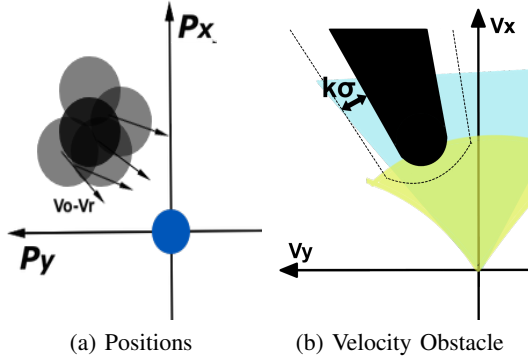 Px
Vo-Vr
Py
(a) Positions
Vx
kσ
Vy
(b) Velocity Obstacle